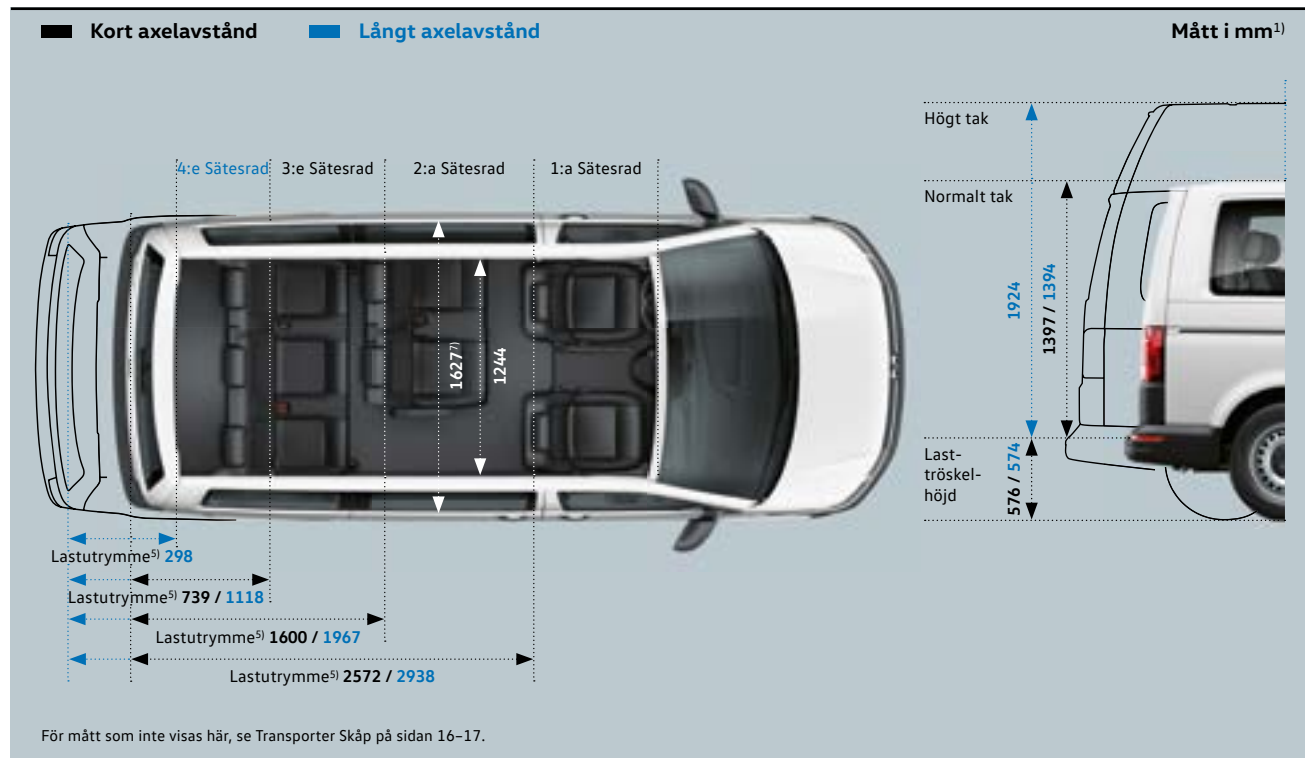 Kort axelavstånd
Långt axelavstånd
Mått i mm1)
Högt tak
4:e Sätesrad
3:e Sätesrad
2:a Sätesrad
1:a Sätesrad
Normalt tak
1924
1397 / 1394
16277)
1244
Last-
tröskel-
höjd
576 / 574
Lastutrymme5) 298
Lastutrymme5) 739 / 1118
Lastutrymme5) 1600 / 1967
Lastutrymme5) 2572 / 2938
För mått som inte visas här, se Transporter Skåp på sidan 16–17.